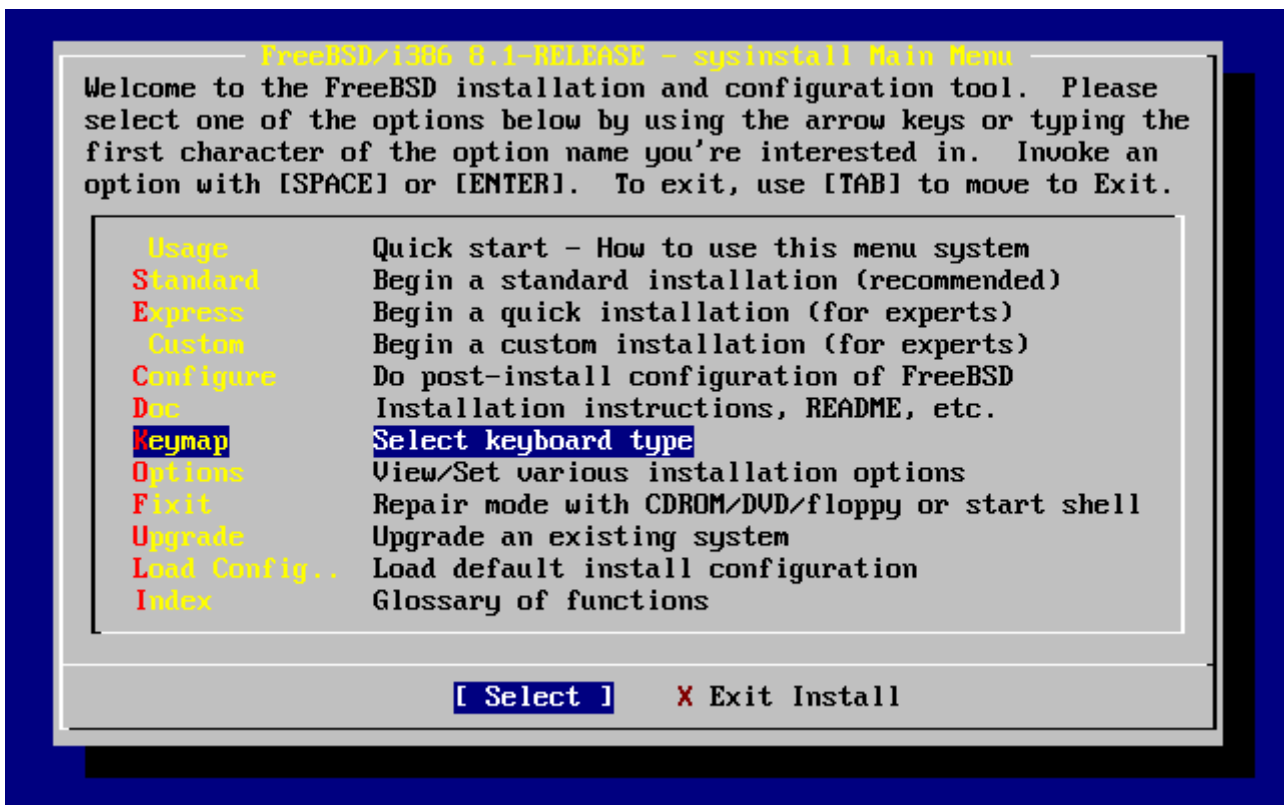 FreeBSD/i386 8.1-RELEASE - sysinstall Main Menu
Welcome to the FreeBSD installation and configuration tool.  Please
select one of the options below by using the arrow keys or typing the
first character of the option name you're interested in.  Invoke an
option with [SPACE] or [ENTER].  To exit, use [TAB] to move to Exit.
Usage Quick start - How to use this menu system
Standard Begin a standard installation (recommended)
Express Begin a quick installation (for experts)
Custom Begin a custom installation (for experts)
Configure Do post-install configuration of FreeBSD
Doc Installation instructions, README, etc.
Keymap Select keyboard type
Options View/Set various installation options
Fixit Repair mode with CDROM/DVD/floppy or start shell
Upgrade Upgrade an existing system
Load Config.. Load default install configuration
Index Glossary of functions
[ Select ] X Exit Install